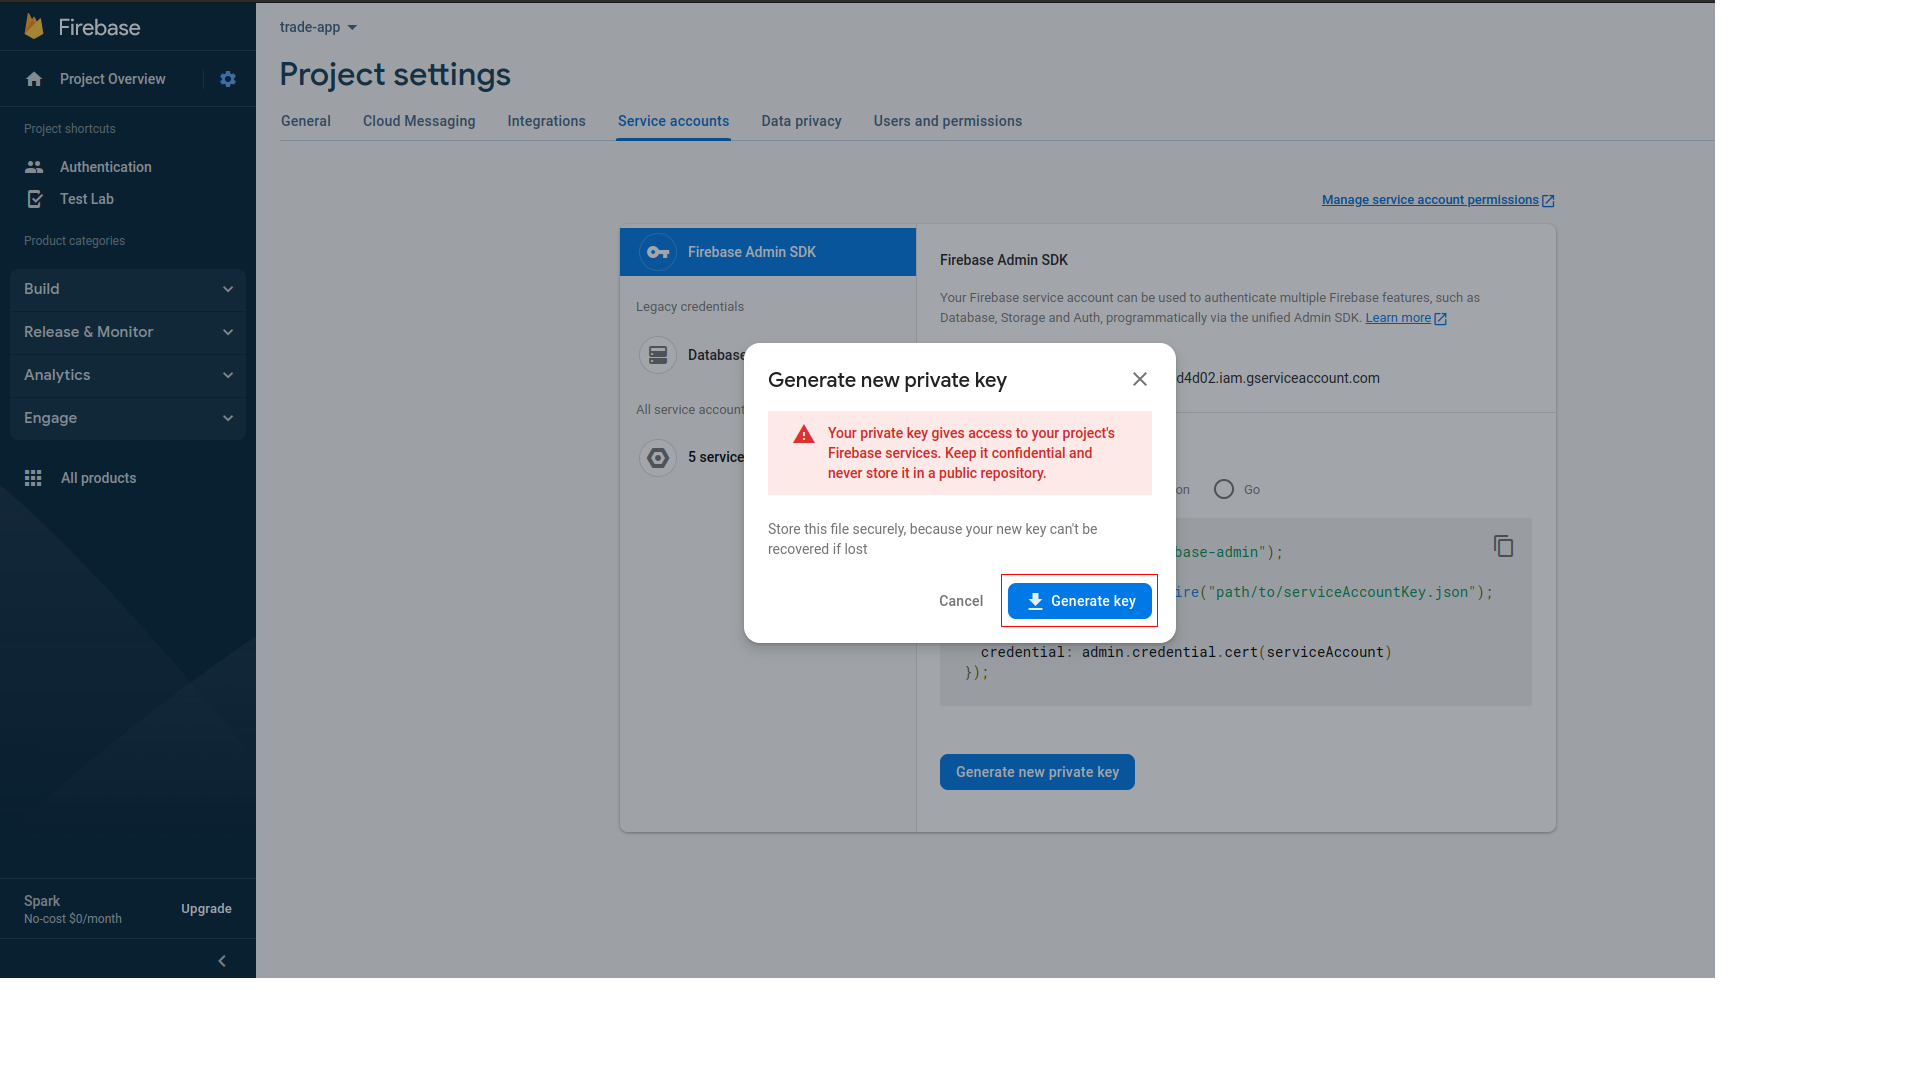 Firebase
Project Overview
Project shortcuts
Authentication
Test Lab
Product categories
Build
Release & Monitor
Analytics
Engage
All products
Spark
No-cost $0/month
Upgrade
trade-app
Project settings
General
Cloud Messaging
Integrations
Service accounts
Data privacy
Users and permissions
Manage service account permissions
Firebase Admin SDK
Legacy credentials
Database
All service account
5 service
Firebase Admin SDK
Your Firebase service account can be used to authenticate multiple Firebase features, such as
Database, Storage and Auth, programmatically via the unified Admin SDK. Learn more
d4d02.iam.gserviceaccount.com
on
Go
base-admin");
ire("path/to/serviceAccountKey.json");
credential: admin.credential.cert(serviceAccount)
});
Generate new private key
Generate new private key
Your private key gives access to your project's
Firebase services. Keep it confidential and
never store it in a public repository.
Store this file securely, because your new key can't be
recovered if lost
Cancel
Generate key